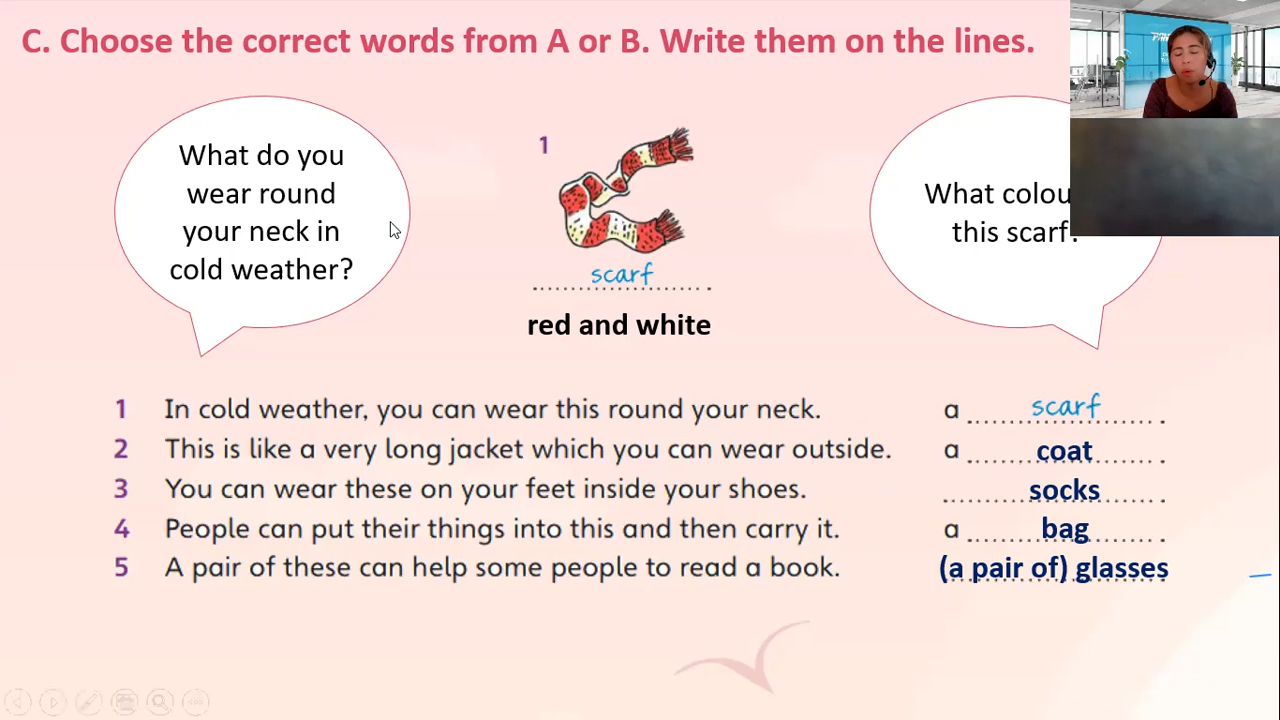 C. Choose the correct words from A or B. Write them on the lines.
What do you
wear round
your neck in
cold weather?
1
scarf
red and white
What colou
this scarf?
1 In cold weather, you can wear this round your neck. a scarf
2 This is like a very long jacket which you can wear outside. a coat
3 You can wear these on your feet inside your shoes. socks
4 People can put their things into this and then carry it. a bag
5 A pair of these can help some people to read a book. (a pair of) glasses